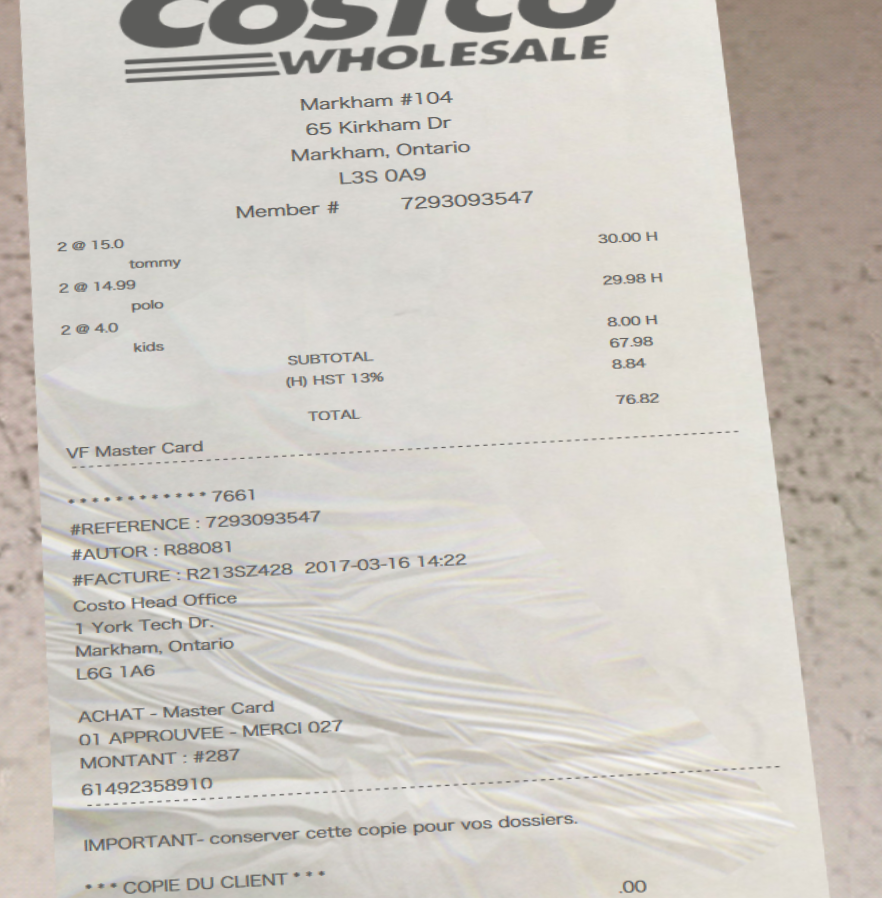 COSTCO
WHOLESALE
Markham #104
65 Kirkham Dr
Markham, Ontario
L3S 0A9
Member # 7293093547
2 @ 15.0 30.00 H
tommy
2 @ 14.99 29.98 H
polo
2 @ 4.0 8.00 H
kids
SUBTOTAL 67.98
(H) HST 13% 8.84
TOTAL 76.82
VF Master Card
* * * * * * * * * * * * 7661
#REFERENCE : 7293093547
#AUTOR : R88081
#FACTURE : R213SZ428 2017-03-16 14:22
Costo Head Office
1 York Tech Dr.
Markham, Ontario
L6G 1A6
ACHAT - Master Card
01 APPROUVEE - MERCI 027
MONTANT : #287
61492358910
IMPORTANT- conserver cette copie pour vos dossiers.
* * * COPIE DU CLIENT * * *
.00